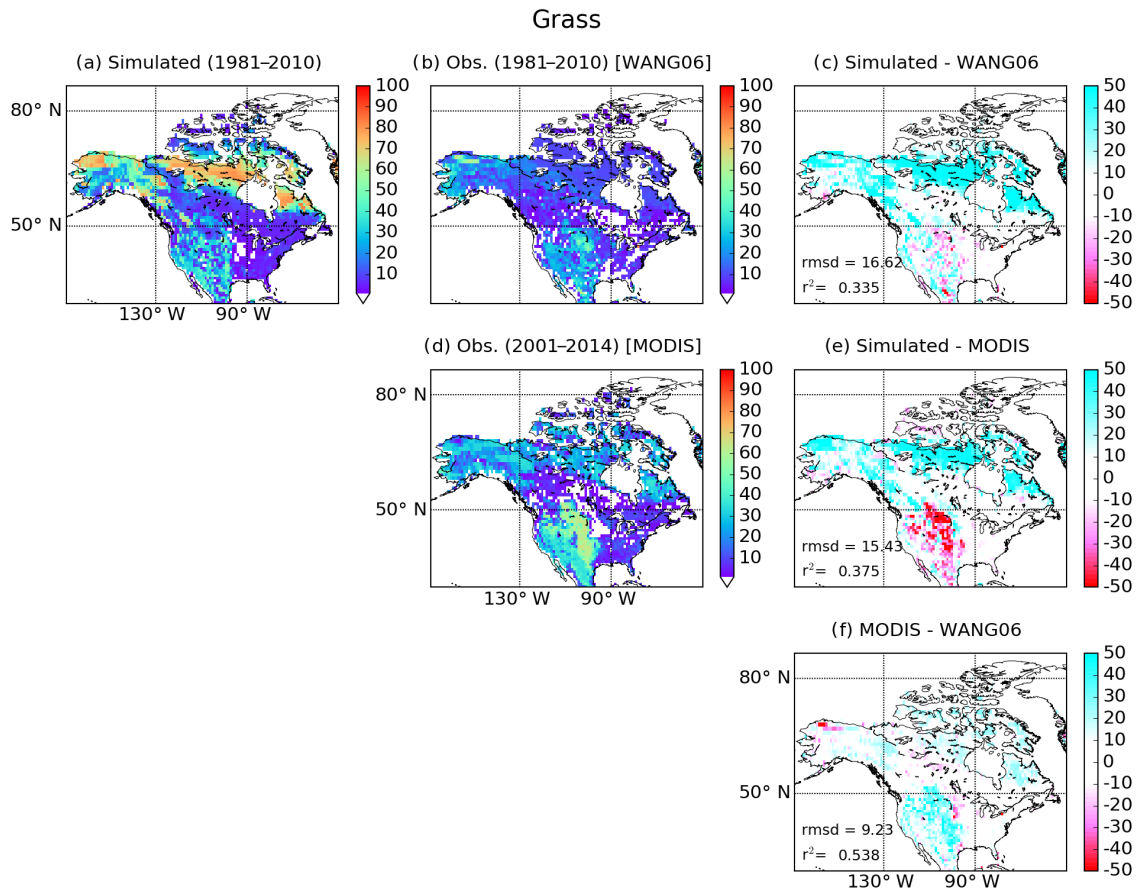 Grass
(a) Simulated (1981–2010)
(b) Obs. (1981–2010) [WANG06]
(c) Simulated - WANG06
80° N
50° N
130° W 90° W
100
90
80
70
60
50
40
30
20
10
100
90
80
70
60
50
40
30
20
10
rmsd = 16.62
r²= 0.335
50
40
30
20
10
0
-10
-20
-30
-40
-50
(d) Obs. (2001–2014) [MODIS]
(e) Simulated - MODIS
80° N
50° N
130° W 90° W
100
90
80
70
60
50
40
30
20
10
rmsd = 15.43
r²= 0.375
50
40
30
20
10
0
-10
-20
-30
-40
-50
(f) MODIS - WANG06
80° N
50° N
rmsd = 9.23
r²= 0.538
130° W 90° W
50
40
30
20
10
0
-10
-20
-30
-40
-50